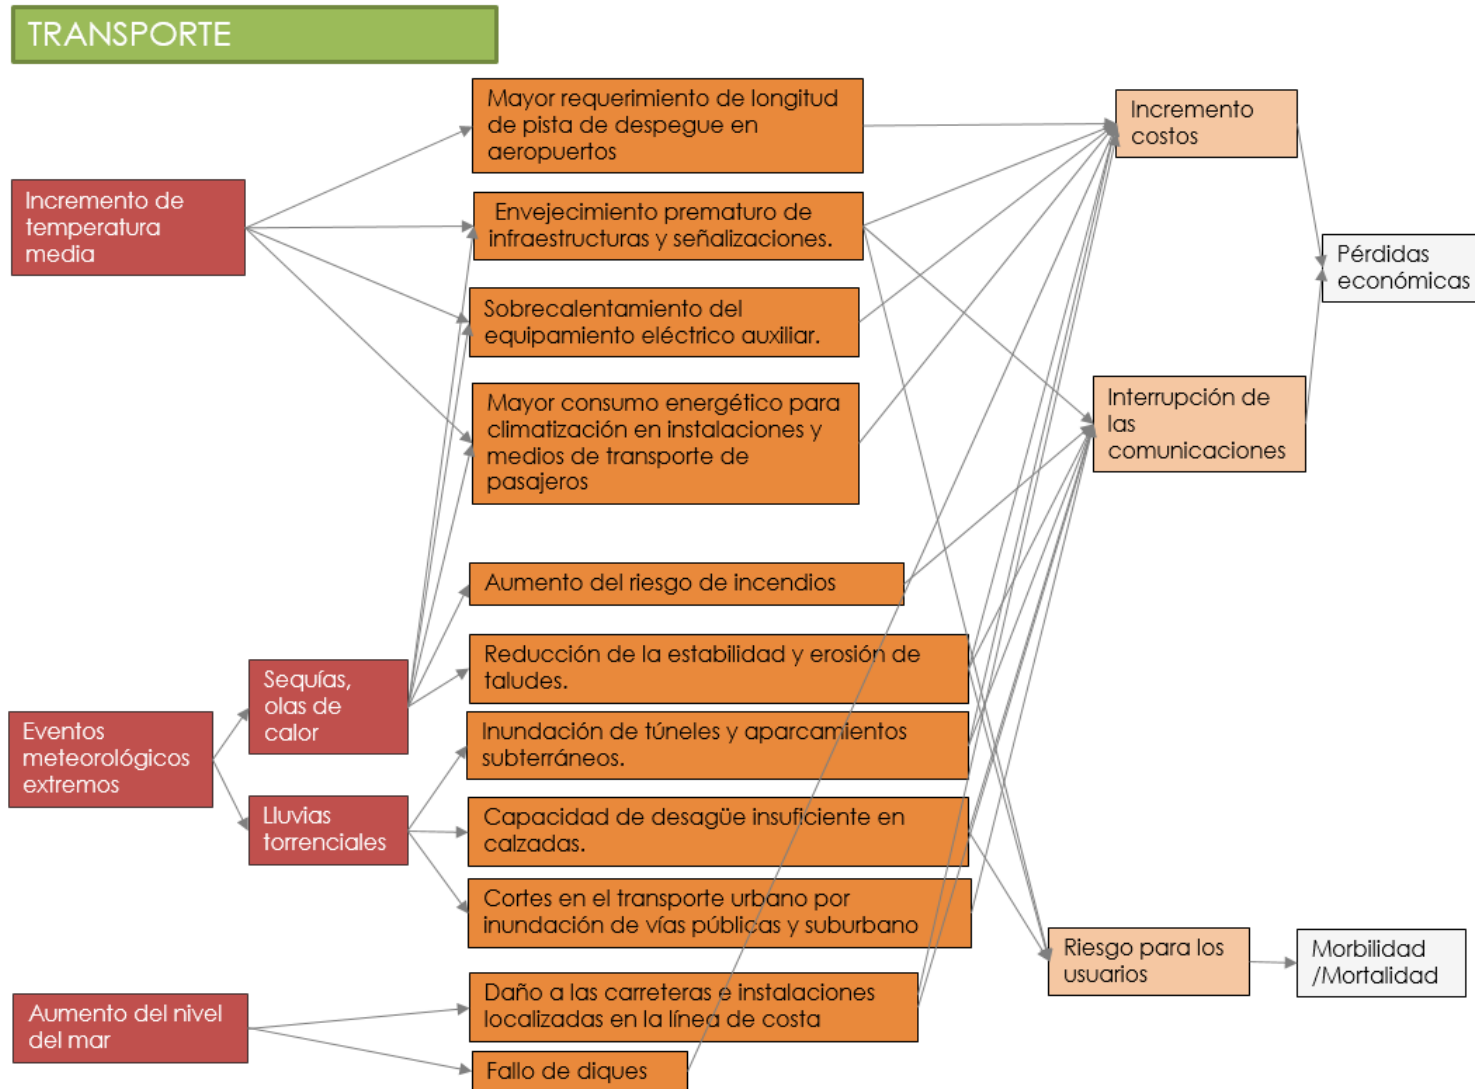 TRANSPORTE
Mayor requerimiento de longitud
de pista de despegue en
aeropuertos
Incremento
costos
Incremento de
temperatura
media
Envejecimiento prematuro de
infraestructuras y señalizaciones.
Pérdidas
económicas
Sobrecalentamiento del
equipamiento eléctrico auxiliar.
Mayor consumo energético para
climatización en instalaciones y
medios de transporte de
pasajeros
Interrupción de
las
comunicaciones
Aumento del riesgo de incendios
Eventos
meteorológicos
extremos
Sequías,
olas de
calor
Reducción de la estabilidad y erosión de
taludes.
Inundación de túneles y aparcamientos
subterráneos.
Lluvias
torrenciales
Capacidad de desagüe insuficiente en
calzadas.
Cortes en el transporte urbano por
inundación de vías públicas y suburbano
Riesgo para los
usuarios
Morbilidad
/Mortalidad
Aumento del nivel
del mar
Daño a las carreteras e instalaciones
localizadas en la línea de costa
Fallo de diques